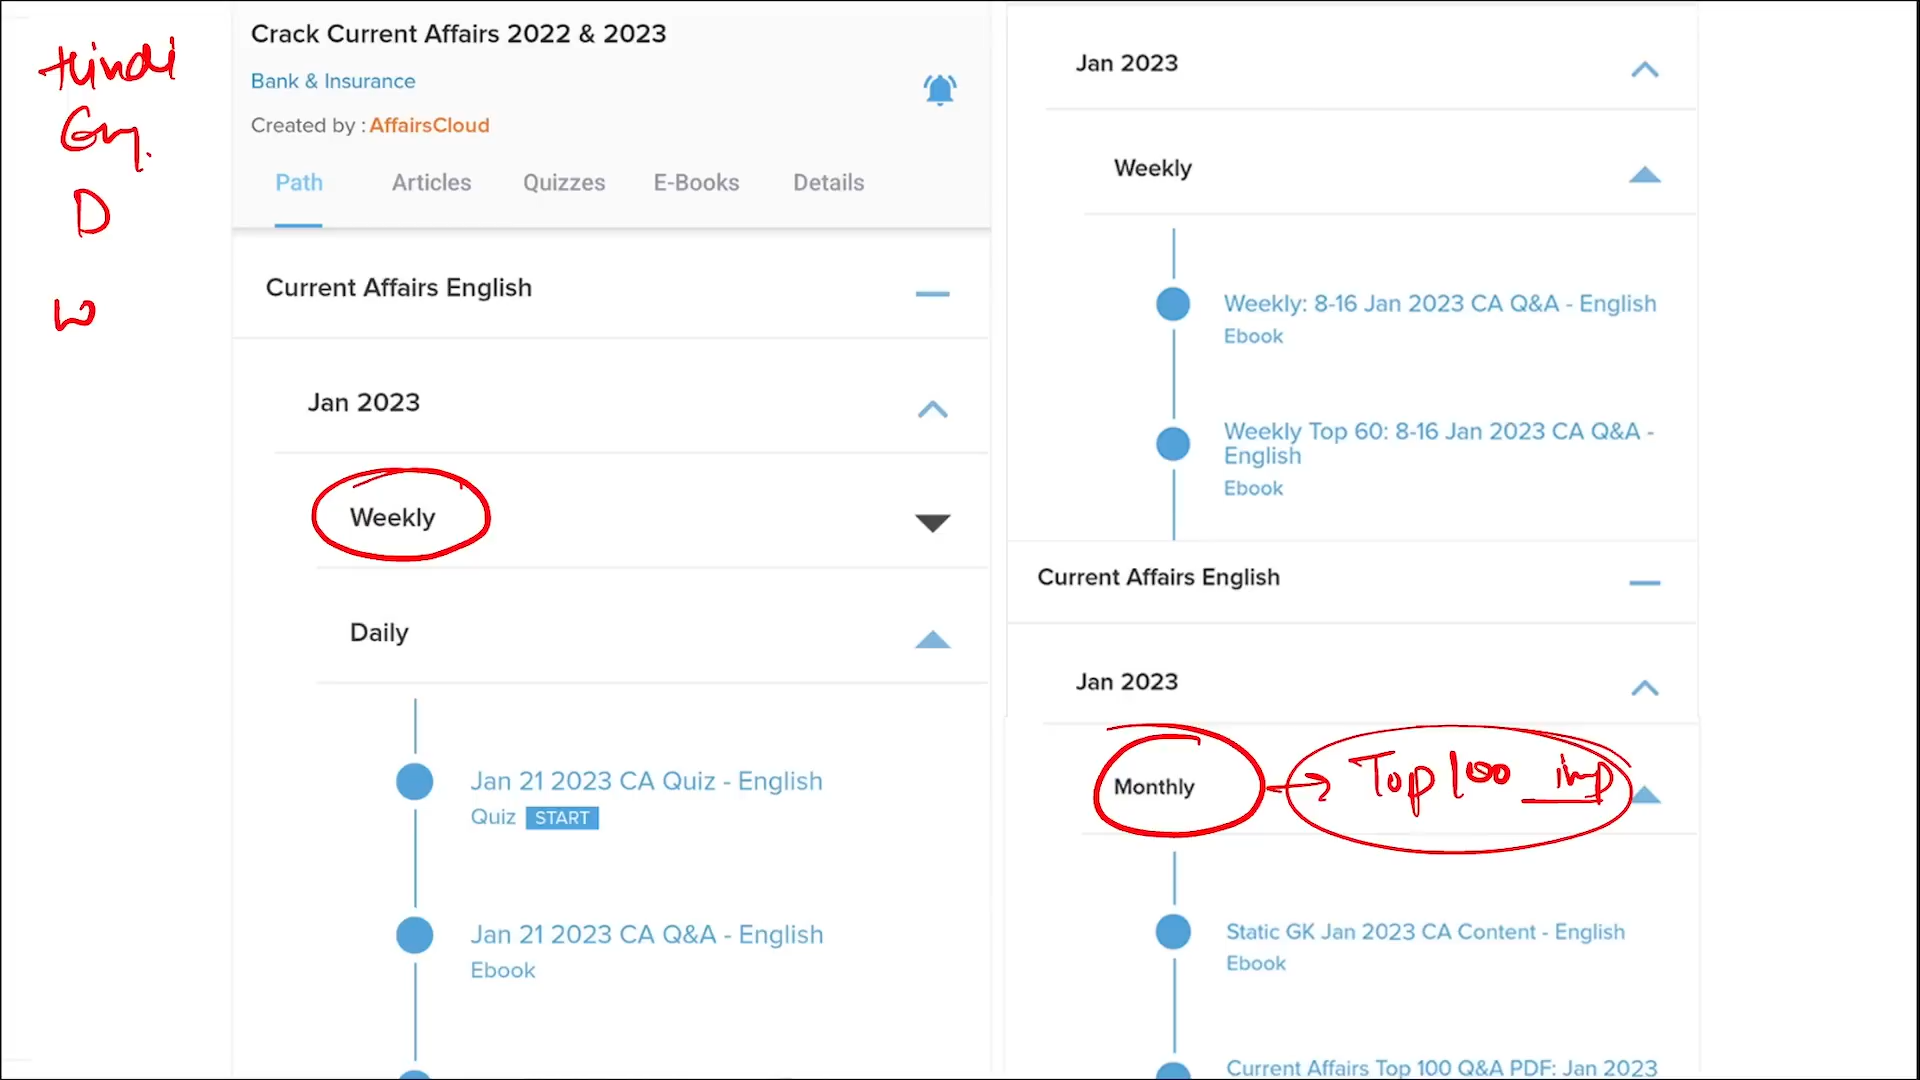 Hindi
Eng.
D
W
Crack Current Affairs 2022 & 2023
Bank & Insurance
Created by : AffairsCloud
Path Articles Quizzes E-Books Details
Current Affairs English
Jan 2023
Weekly
Daily
Jan 21 2023 CA Quiz - English
Quiz START
Jan 21 2023 CA Q&A - English
Ebook
Jan 2023
Weekly
Weekly: 8-16 Jan 2023 CA Q&A - English
Ebook
Weekly Top 60: 8-16 Jan 2023 CA Q&A -
English
Ebook
Current Affairs English
Jan 2023
Monthly → Top 100 imp
Static GK Jan 2023 CA Content - English
Ebook
Current Affairs Top 100 Q&A PDF: Jan 2023